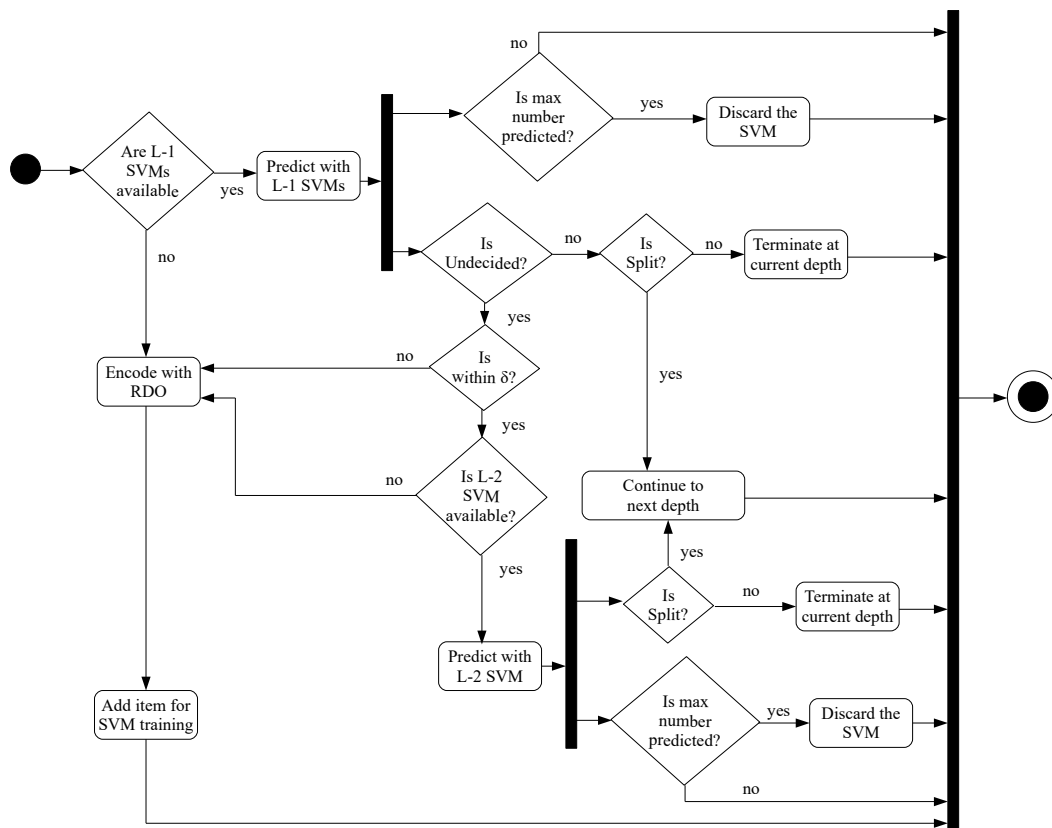 no
Is max
number
predicted?
yes
Discard the
SVM
Are L-1
SVMs
available
yes
Predict with
L-1 SVMs
no
Is
Undecided?
no
Is
Split?
no
Terminate at
current depth
yes
Is
within δ?
no
Encode with
RDO
yes
yes
Is L-2
SVM
available?
no
Continue to
next depth
yes
yes
Is
Split?
no
Terminate at
current depth
Predict with
L-2 SVM
Is max
number
predicted?
yes
Discard the
SVM
no
Add item for
SVM training